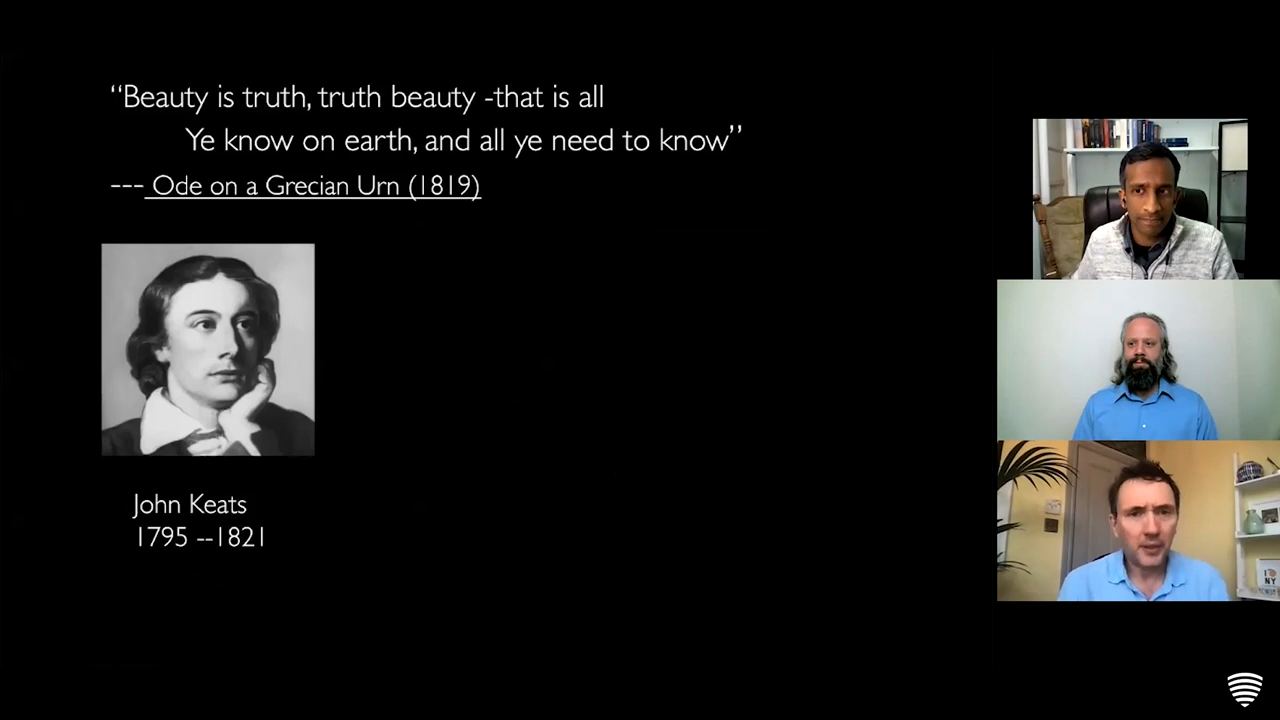 “Beauty is truth, truth beauty -that is all
Ye know on earth, and all ye need to know”
--- Ode on a Grecian Urn (1819)
John Keats
1795 --1821
I
NY